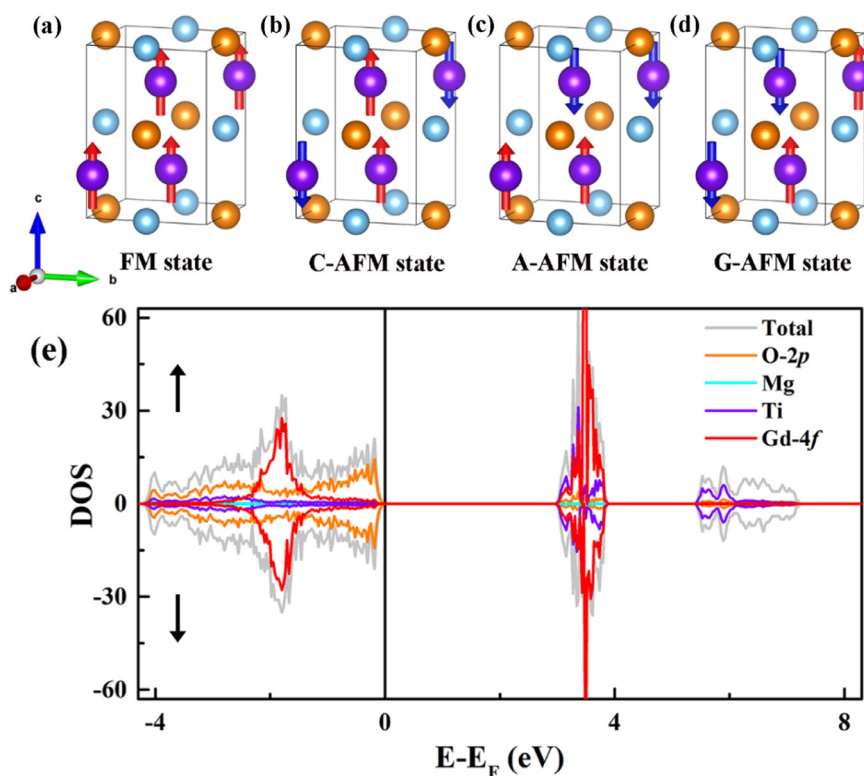 (a) (b) (c) (d)
c
a b
FM state C-AFM state A-AFM state G-AFM state
(e)
60
30
0
-30
-60
DOS
Total
O-2p
Mg
Ti
Gd-4f
-4 0 4 8
E-E_F (eV)